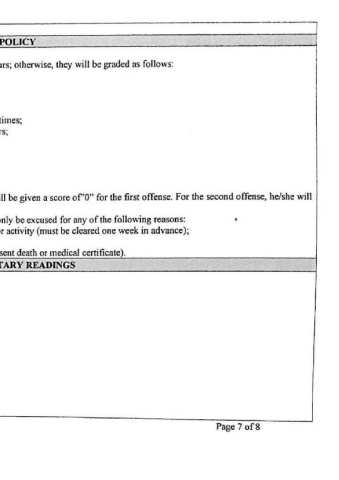 POLICY
urs; otherwise, they will be graded as follows:
times;
rs;
ill be given a score of"0" for the first offense. For the second offense, he/she will
only be excused for any of the following reasons:
r activity (must be cleared one week in advance);
sent death or medical certificate).
TARY READINGS
Page 7 of 8